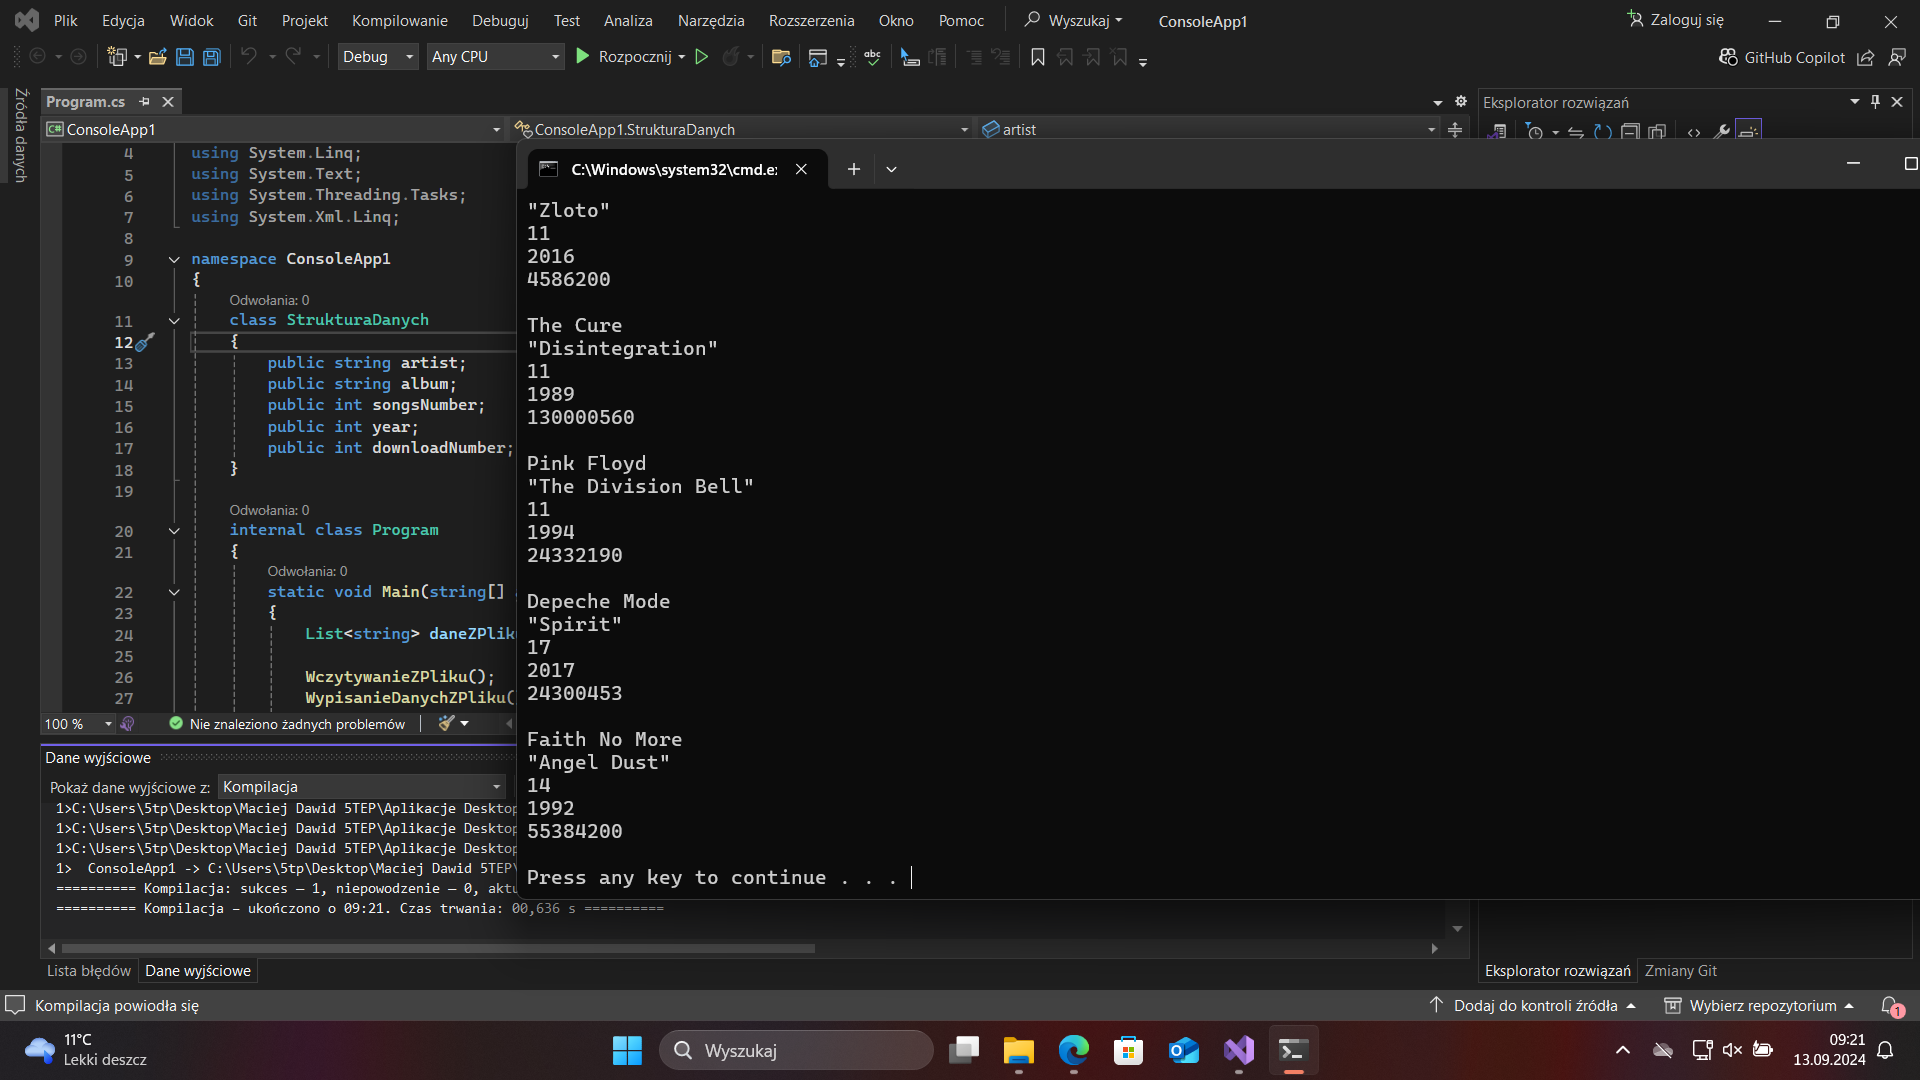 Plik Edycja Widok Git Projekt Kompilowanie Debuguj Test Analiza Narzędzia Rozszerzenia Okno Pomoc Wyszukaj ConsoleApp1 Zaloguj się
Debug Any CPU Rozpocznij abc GitHub Copilot
Źródła danych
Program.cs
Eksplorator rozwiązań
C# ConsoleApp1 ConsoleApp1.StrukturaDanych artist
C:\Windows\system32\cmd.e
4 using System.Linq;
5 using System.Text;
6 using System.Threading.Tasks;
7 using System.Xml.Linq;
8
9 namespace ConsoleApp1
10 {
Odwołania: 0
11 class StrukturaDanych
12 {
13 public string artist;
14 public string album;
15 public int songsNumber;
16 public int year;
17 public int downloadNumber;
18 }
19
Odwołania: 0
20 internal class Program
21 {
Odwołania: 0
22 static void Main(string[]
23 {
24 List<string> daneZPlik
25
26 WczytywanieZPliku();
27 WypisanieDanychZPliku(
100 % Nie znaleziono żadnych problemów
"Zloto"
11
2016
4586200
The Cure
"Disintegration"
11
1989
130000560
Pink Floyd
"The Division Bell"
11
1994
24332190
Depeche Mode
"Spirit"
17
2017
24300453
Faith No More
"Angel Dust"
14
1992
55384200
Press any key to continue . . .
Dane wyjściowe
Pokaż dane wyjściowe z: Kompilacja
1>C:\Users\5tp\Desktop\Maciej Dawid 5TEP\Aplikacje Deskto
1>C:\Users\5tp\Desktop\Maciej Dawid 5TEP\Aplikacje Deskto
1>C:\Users\5tp\Desktop\Maciej Dawid 5TEP\Aplikacje Deskto
1> ConsoleApp1 -> C:\Users\5tp\Desktop\Maciej Dawid 5TEP\
========== Kompilacja: sukces — 1, niepowodzenie — 0, akt
========== Kompilacja – ukończono o 09:21. Czas trwania: 00,636 s ==========
Lista błędów Dane wyjściowe
Eksplorator rozwiązań Zmiany Git
Kompilacja powiodła się Dodaj do kontroli źródła Wybierz repozytorium 1
11°C
Lekki deszcz
Wyszukaj
09:21
13.09.2024